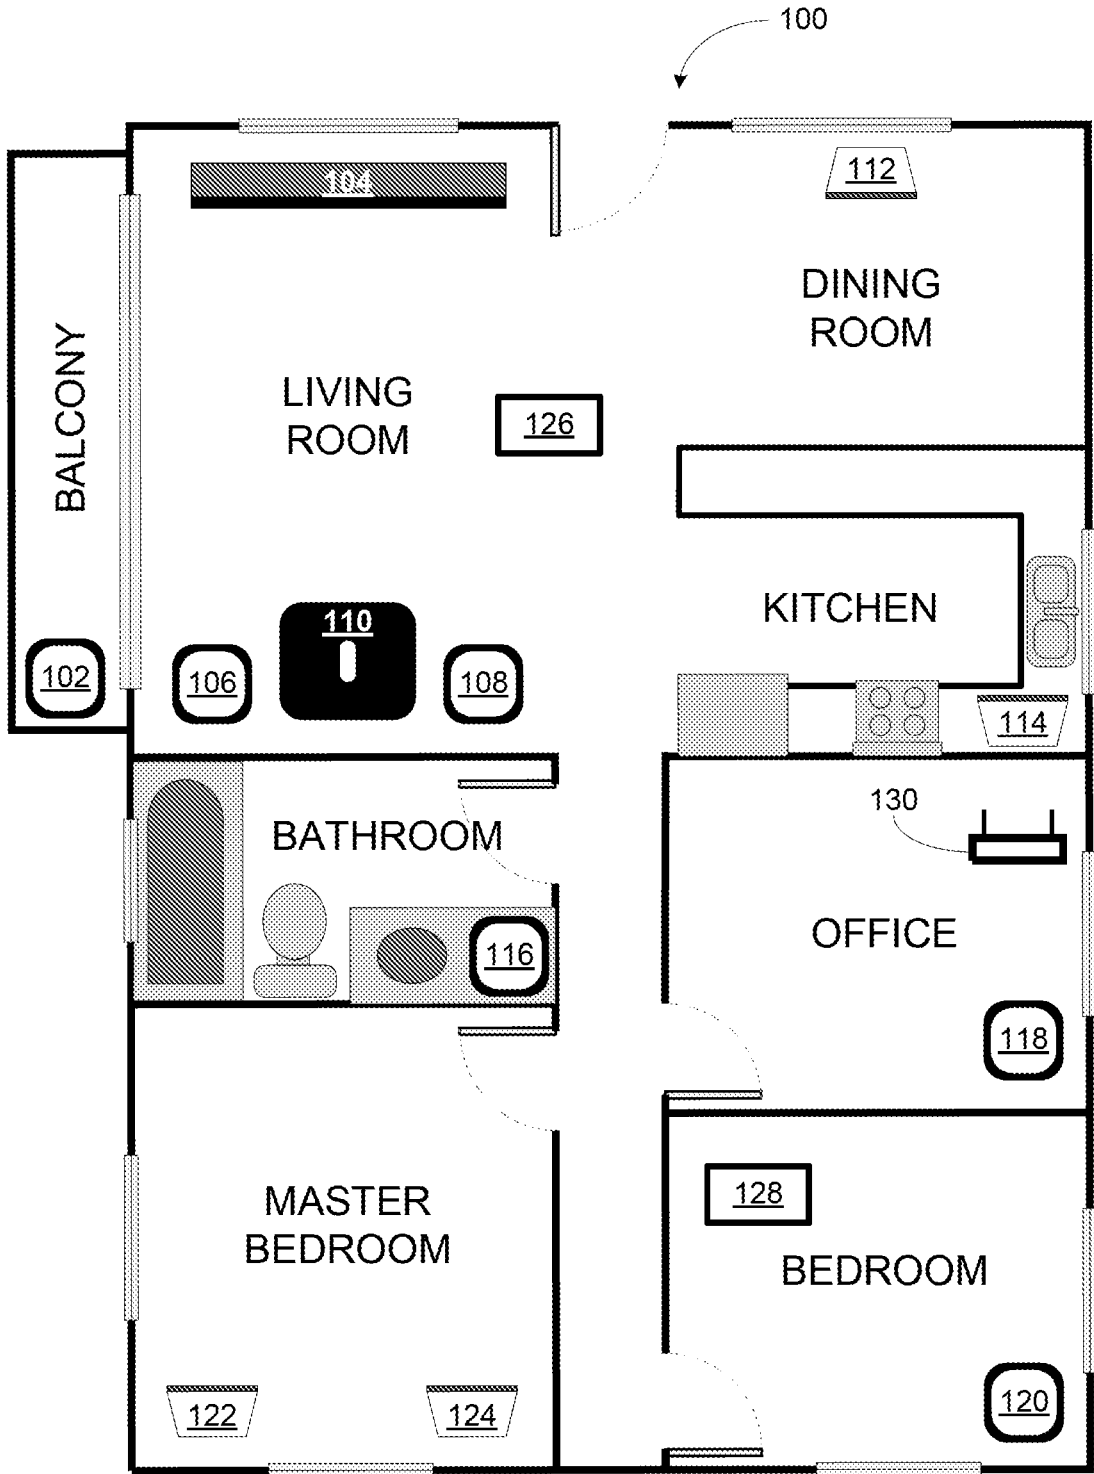 100
104
112
DINING
ROOM
BALCONY
LIVING
ROOM
126
KITCHEN
110
102
106
108
114
130
BATHROOM
OFFICE
116
118
MASTER
BEDROOM
128
BEDROOM
122
124
120